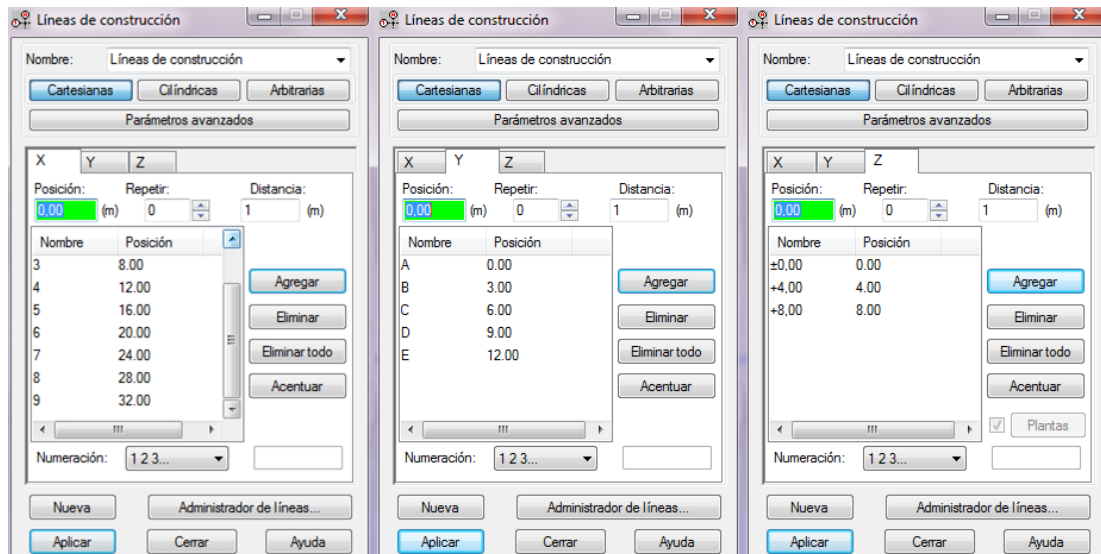 Líneas de construcción
Nombre:
Líneas de construcción
Cartesianas
Cilíndricas
Arbitrarias
Parámetros avanzados
X
Y
Z
Posición:
Repetir:
Distancia:
0,00
(m)
0
1
(m)
Nombre
Posición
3
8.00
4
12.00
5
16.00
6
20.00
7
24.00
8
28.00
9
32.00
Agregar
Eliminar
Eliminar todo
Acentuar
Numeración:
1 2 3...
Nueva
Administrador de líneas...
Aplicar
Cerrar
Ayuda
Líneas de construcción
Nombre:
Líneas de construcción
Cartesianas
Cilíndricas
Arbitrarias
Parámetros avanzados
X
Y
Z
Posición:
Repetir:
Distancia:
0,00
(m)
0
1
(m)
Nombre
Posición
A
0.00
B
3.00
C
6.00
D
9.00
E
12.00
Agregar
Eliminar
Eliminar todo
Acentuar
Numeración:
1 2 3...
Nueva
Administrador de líneas...
Aplicar
Cerrar
Ayuda
Líneas de construcción
Nombre:
Líneas de construcción
Cartesianas
Cilíndricas
Arbitrarias
Parámetros avanzados
X
Y
Z
Posición:
Repetir:
Distancia:
0,00
(m)
0
1
(m)
Nombre
Posición
±0,00
0.00
+4,00
4.00
+8,00
8.00
Agregar
Eliminar
Eliminar todo
Acentuar
Plantas
Numeración:
1 2 3...
Nueva
Administrador de líneas...
Aplicar
Cerrar
Ayuda